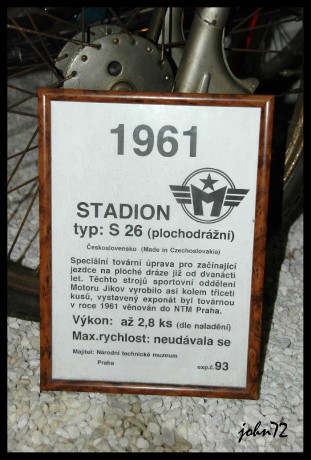 1961
M
STADION
typ: S 26 (plochodrážní)
Československo (Made in Czechoslovakia)
Speciální tovární úprava pro začínající
jezdce na ploché dráze již od dvanácti
let. Těchto strojů sportovní oddělení
Motoru Jikov vyrobilo asi kolem třiceti
kusů, vystavený exponát byl továrnou
v roce 1961 věnován do NTM Praha.
Výkon: až 2,8 ks (dle naladění)
Max.rychlost: neudávala se
Majitel: Národní technické muzeum
Praha exp.č.93
john72